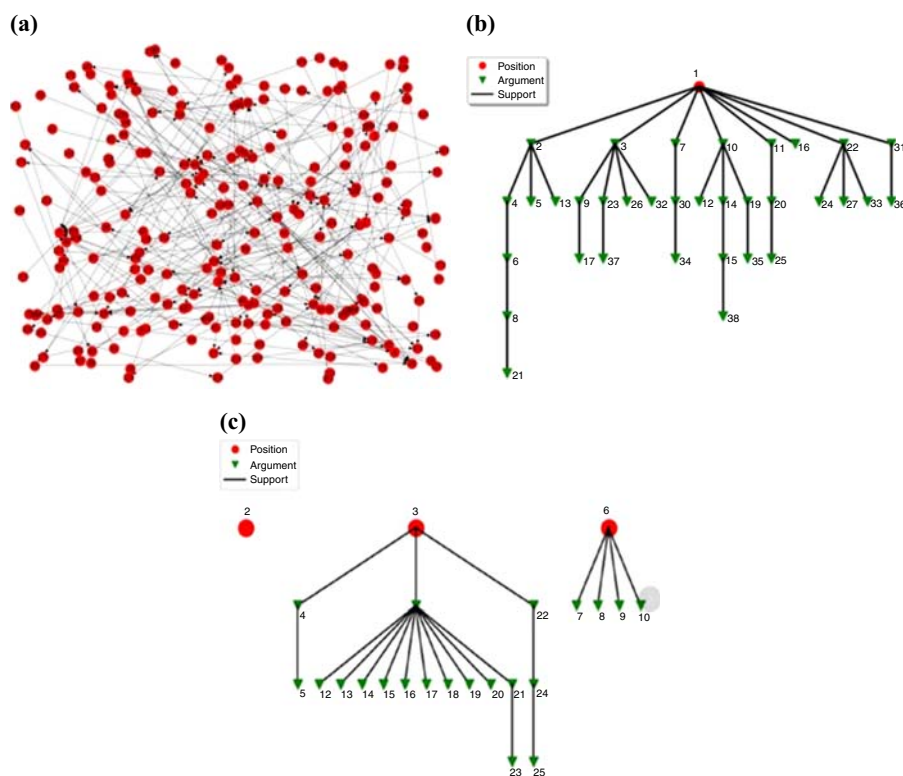 (a)
(b)
Position
Argument
Support
1
2 3 7 10 11 16 22 31
4 5 13 9 23 26 32 30 12 14 19 20 24 27 33 36
6 17 37 34 15 35 25
8 38
21
(c)
Position
Argument
Support
2 3 6
4 22 7 8 9 10
5 12 13 14 15 16 17 18 19 20 21 24
23 25